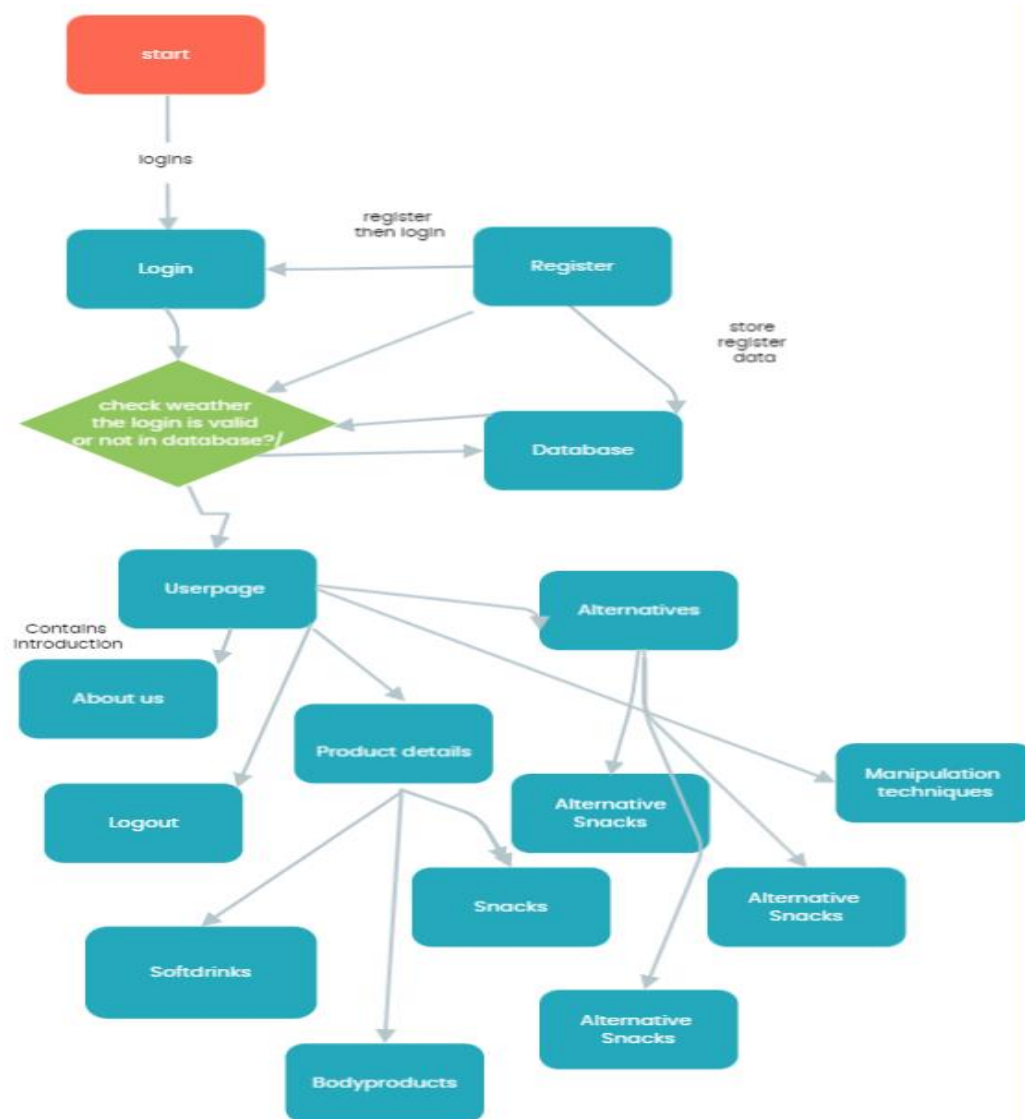 start
logins
register
then login
Login
Register
store
register
data
check weather
the login is valid
or not in database?/
Database
Userpage
Alternatives
Contains
introduction
About us
Product details
Manipulation
techniques
Alternative
Snacks
Logout
Snacks
Alternative
Snacks
Softdrinks
Alternative
Snacks
Bodyproducts